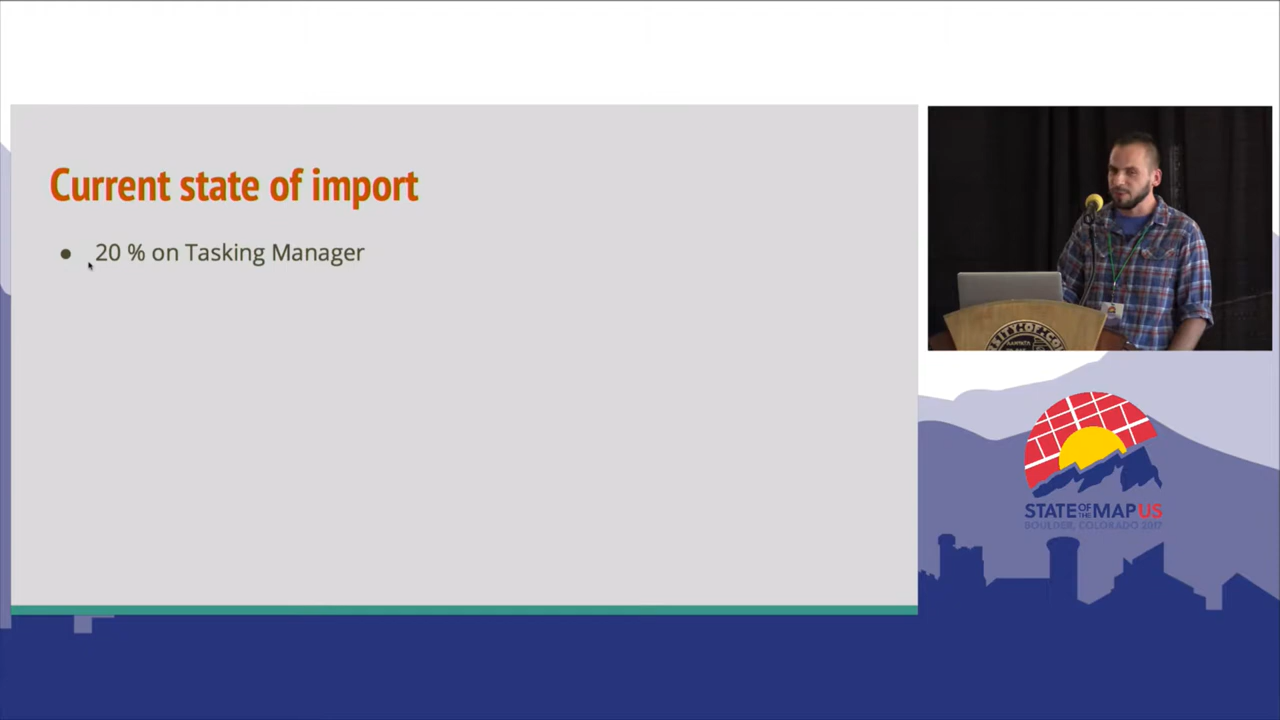 Current state of import
● 20 % on Tasking Manager
STATE OF THE MAP US
BOULDER, COLORADO 2017